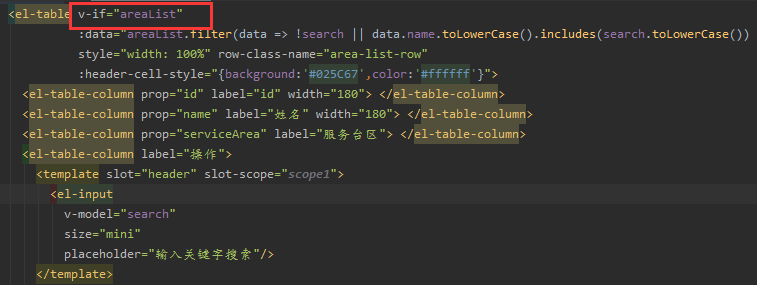 <el-table v-if="areaList"
:data="areaList.filter(data => !search || data.name.toLowerCase().includes(search.toLowerCase())
style="width: 100%" row-class-name="area-list-row"
:header-cell-style="{background:'#025C67',color:'#ffffff'}">
<el-table-column prop="id" label="id" width="180"> </el-table-column>
<el-table-column prop="name" label="姓名" width="180"> </el-table-column>
<el-table-column prop="serviceArea" label="服务台区"> </el-table-column>
<el-table-column label="操作">
<template slot="header" slot-scope="scope1">
<el-input
v-model="search"
size="mini"
placeholder="输入关键字搜索"/>
</template>